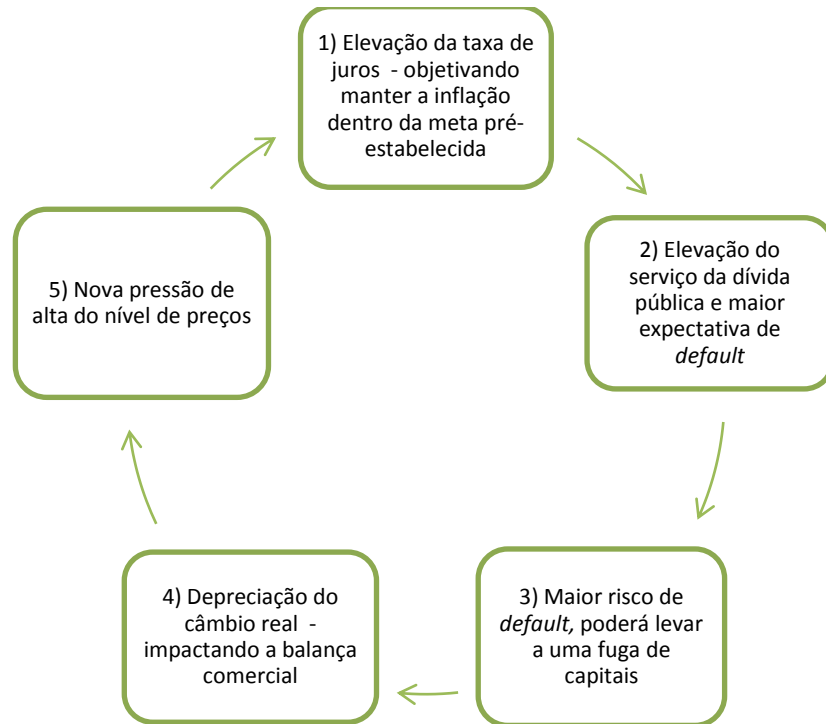 1) Elevação da taxa de
juros - objetivando
manter a inflação
dentro da meta pré-
estabelecida
2) Elevação do
serviço da dívida
pública e maior
expectativa de
default
3) Maior risco de
default, poderá levar
a uma fuga de
capitais
4) Depreciação do
câmbio real -
impactando a balança
comercial
5) Nova pressão de
alta do nível de preços